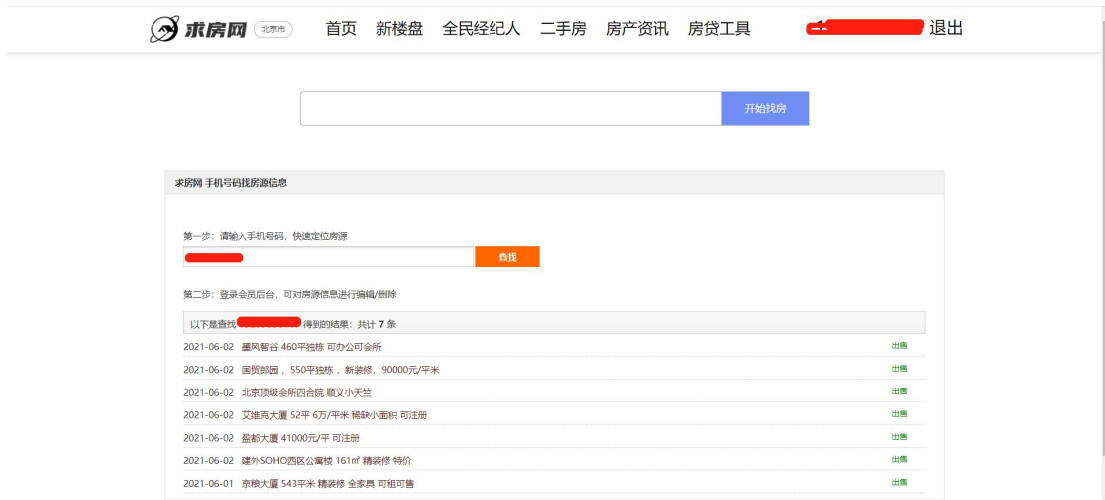 求房网 北京市 首页 新楼盘 全民经纪人 二手房 房产资讯 房贷工具 退出
开始找房
求房网 手机号码找房源信息
第一步：请输入手机号码，快速定位房源
查找
第二步：登录会员后台，可对房源信息进行编辑/删除
以下是查找 得到的结果：共计 7 条
2021-06-02 墨风智谷 460平独栋 可办公可会所 出售
2021-06-02 国贸邮园 ，550平独栋 ，新装修，90000元/平米 出售
2021-06-02 北京顶级会所四合院 顺义小天竺 出售
2021-06-02 艾维克大厦 52平 6万/平米 稀缺小面积 可注册 出售
2021-06-02 盈都大厦 41000元/平 可注册 出售
2021-06-02 建外SOHO西区公寓楼 161㎡ 精装修 特价 出售
2021-06-01 京粮大厦 543平米 精装修 全家具 可租可售 出售